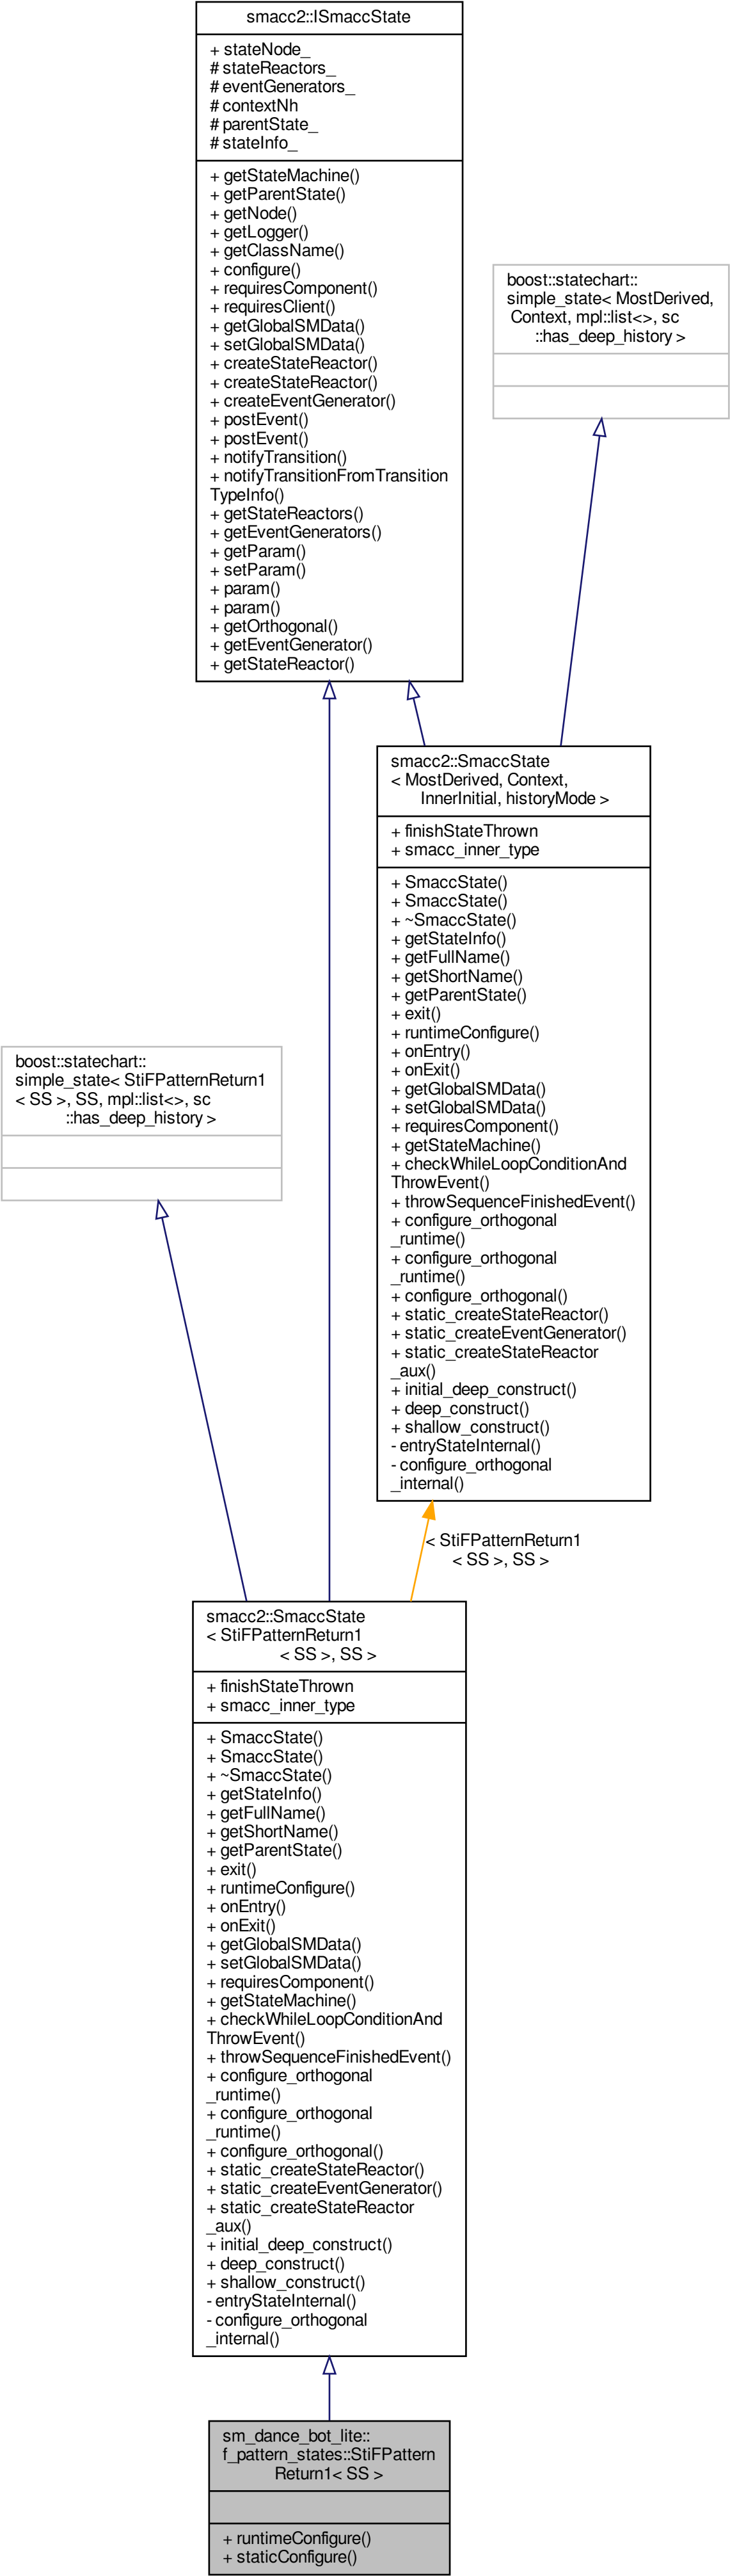 smacc2::ISmaccState
+ stateNode_
# stateReactors_
# eventGenerators_
# contextNh
# parentState_
# stateInfo_
+ getStateMachine()
+ getParentState()
+ getNode()
+ getLogger()
+ getClassName()
+ configure()
+ requiresComponent()
+ requiresClient()
+ getGlobalSMData()
+ setGlobalSMData()
+ createStateReactor()
+ createStateReactor()
+ createEventGenerator()
+ postEvent()
+ postEvent()
+ notifyTransition()
+ notifyTransitionFromTransition
TypeInfo()
+ getStateReactors()
+ getEventGenerators()
+ getParam()
+ setParam()
+ param()
+ param()
+ getOrthogonal()
+ getEventGenerator()
+ getStateReactor()
boost::statechart::
simple_state< MostDerived,
Context, mpl::list<>, sc
::has_deep_history >
smacc2::SmaccState
< MostDerived, Context,
InnerInitial, historyMode >
+ finishStateThrown
+ smacc_inner_type
+ SmaccState()
+ SmaccState()
+ ~SmaccState()
+ getStateInfo()
+ getFullName()
+ getShortName()
+ getParentState()
+ exit()
+ runtimeConfigure()
+ onEntry()
+ onExit()
+ getGlobalSMData()
+ setGlobalSMData()
+ requiresComponent()
+ getStateMachine()
+ checkWhileLoopConditionAnd
ThrowEvent()
+ throwSequenceFinishedEvent()
+ configure_orthogonal
_runtime()
+ configure_orthogonal
_runtime()
+ configure_orthogonal()
+ static_createStateReactor()
+ static_createEventGenerator()
+ static_createStateReactor
_aux()
+ initial_deep_construct()
+ deep_construct()
+ shallow_construct()
- entryStateInternal()
- configure_orthogonal
_internal()
boost::statechart::
simple_state< StiFPatternReturn1
< SS >, SS, mpl::list<>, sc
::has_deep_history >
< StiFPatternReturn1
< SS >, SS >
smacc2::SmaccState
< StiFPatternReturn1
< SS >, SS >
+ finishStateThrown
+ smacc_inner_type
+ SmaccState()
+ SmaccState()
+ ~SmaccState()
+ getStateInfo()
+ getFullName()
+ getShortName()
+ getParentState()
+ exit()
+ runtimeConfigure()
+ onEntry()
+ onExit()
+ getGlobalSMData()
+ setGlobalSMData()
+ requiresComponent()
+ getStateMachine()
+ checkWhileLoopConditionAnd
ThrowEvent()
+ throwSequenceFinishedEvent()
+ configure_orthogonal
_runtime()
+ configure_orthogonal
_runtime()
+ configure_orthogonal()
+ static_createStateReactor()
+ static_createEventGenerator()
+ static_createStateReactor
_aux()
+ initial_deep_construct()
+ deep_construct()
+ shallow_construct()
- entryStateInternal()
- configure_orthogonal
_internal()
sm_dance_bot_lite::
f_pattern_states::StiFPattern
Return1< SS >
+ runtimeConfigure()
+ staticConfigure()